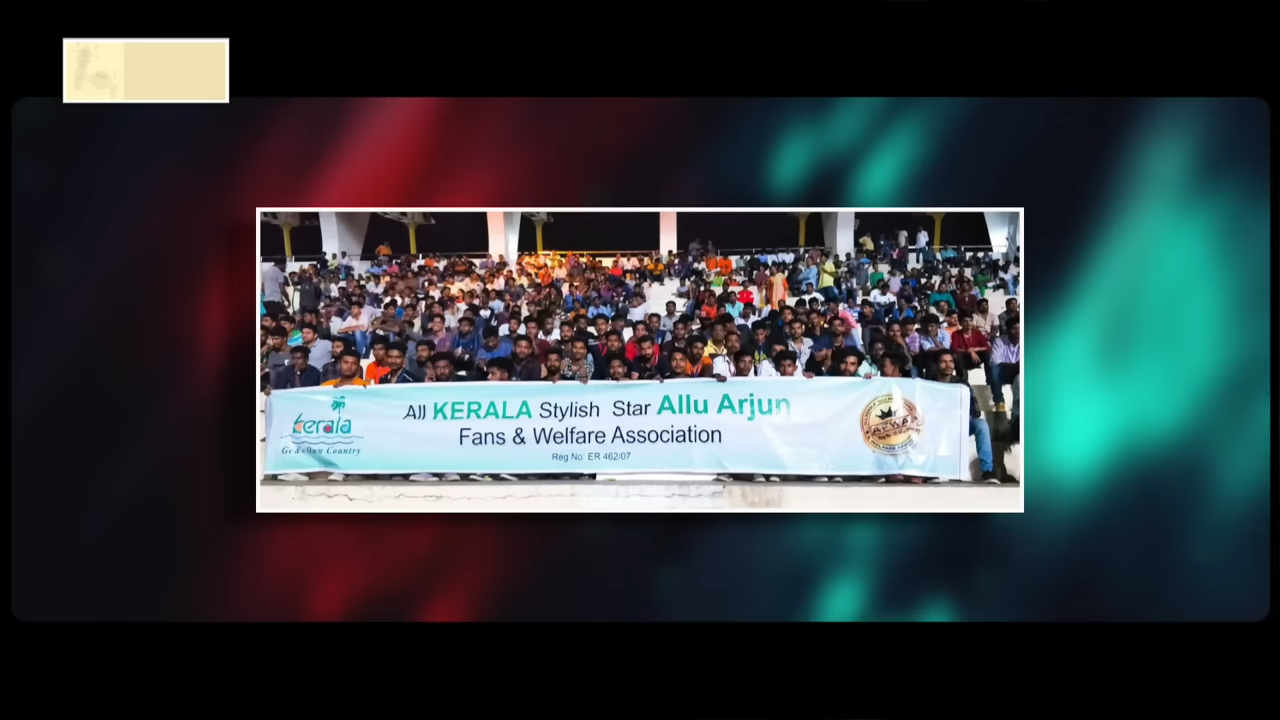 All KERALA Stylish Star Allu Arjun
Fans & Welfare Association
Reg No: ER 462/07
kerala
God's Own Country